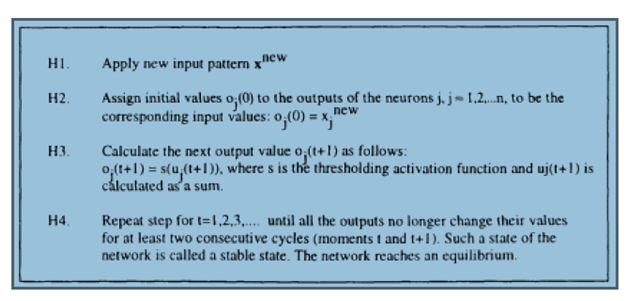 H1. Apply new input pattern x^new
H2. Assign initial values o_j(0) to the outputs of the neurons j, j = 1,2,...n, to be the
corresponding input values: o_j(0) = x_j^new
H3. Calculate the next output value o_j(t+1) as follows:
o_j(t+1) = s(u_j(t+1)), where s is the thresholding activation function and uj(t+1) is
calculated as a sum.
H4. Repeat step for t=1,2,3,.... until all the outputs no longer change their values
for at least two consecutive cycles (moments t and t+1). Such a state of the
network is called a stable state. The network reaches an equilibrium.